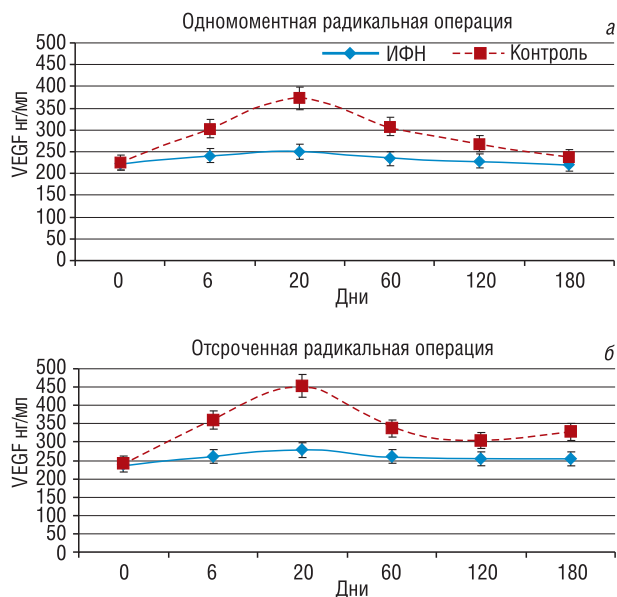 Одномоментная радикальная операция
а
ИФН
Контроль
VEGF нг/мл
500
450
400
350
300
250
200
150
100
50
0
0 6 20 60 120 180
Дни
Отсроченная радикальная операция
б
VEGF нг/мл
500
450
400
350
300
250
200
150
100
50
0
0 6 20 60 120 180
Дни